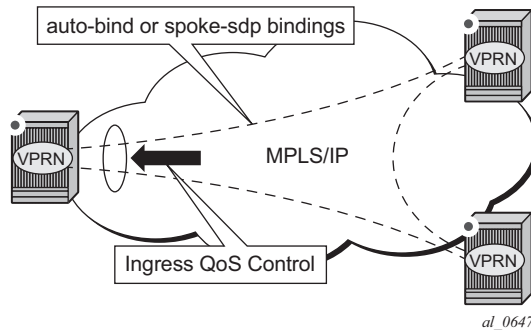 auto-bind or spoke-sdp bindings
VPRN
VPRN
MPLS/IP
VPRN
Ingress QoS Control
al_0647